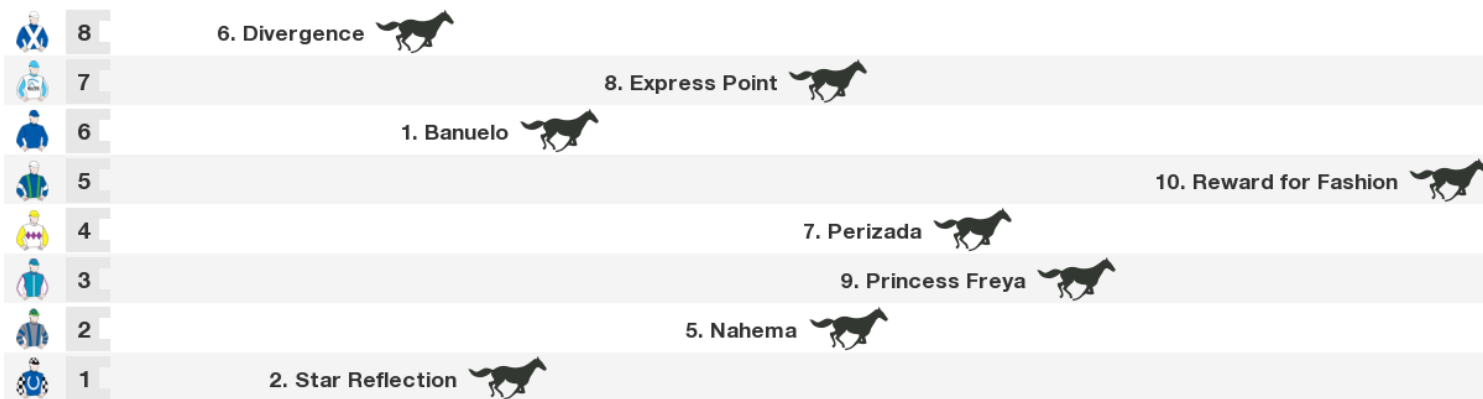 8 6. Divergence
7 8. Express Point
6 1. Banuelo
5 10. Reward for Fashion
4 7. Perizada
3 9. Princess Freya
2 5. Nahema
1 2. Star Reflection